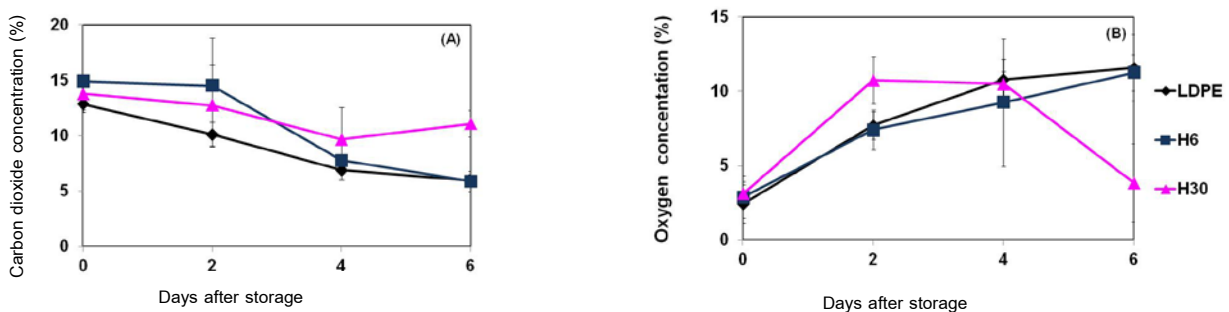 Carbon dioxide concentration (%)
20
15
10
5
0
(A)
0 2 4 6
Days after storage
Oxygen concentration (%)
15
10
5
0
(B)
0 2 4 6
Days after storage
LDPE
H6
H30